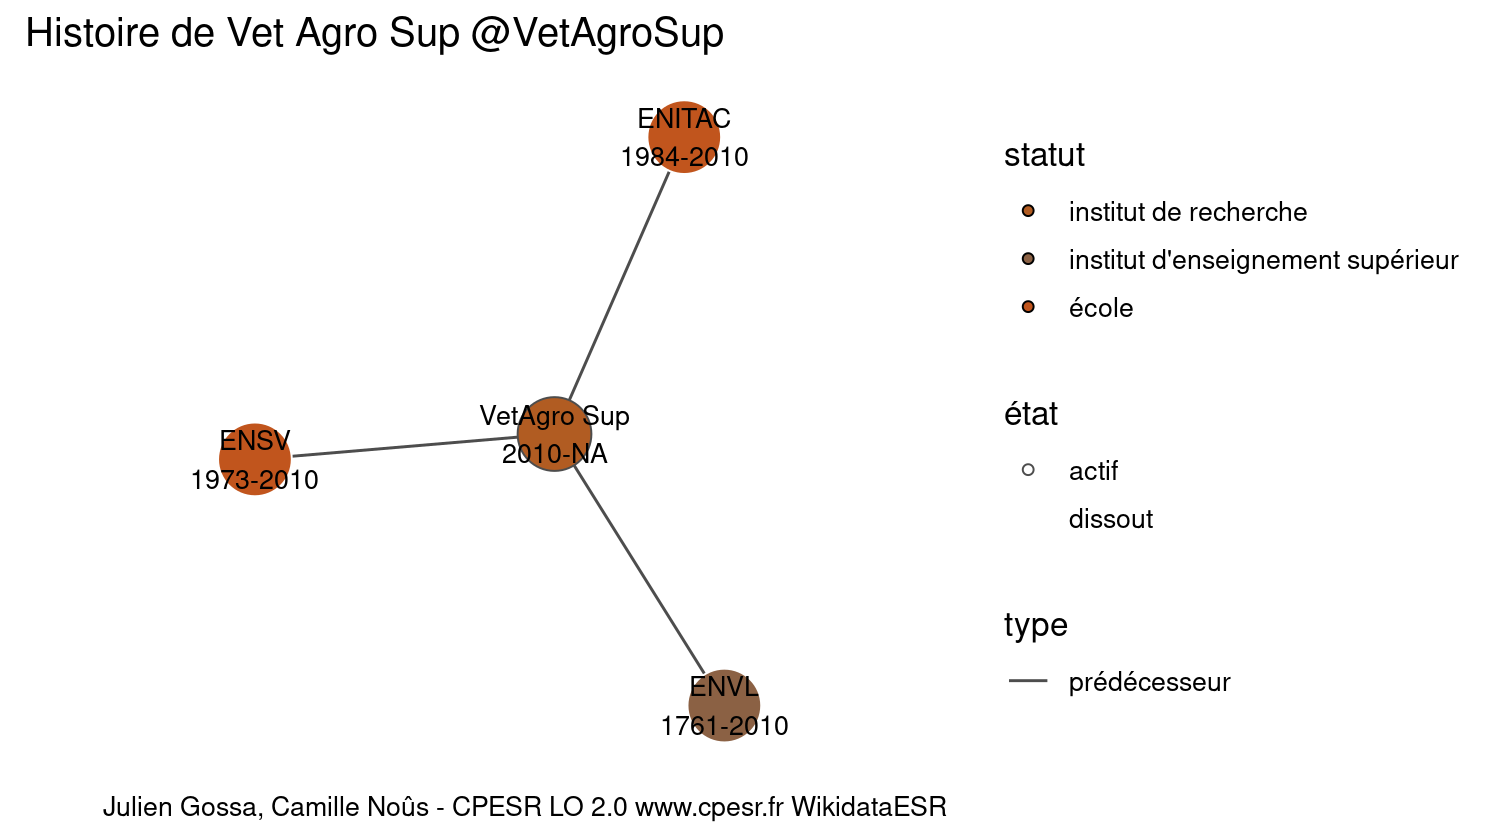 Histoire de Vet Agro Sup @VetAgroSup
ENITAC
1984-2010
VetAgro Sup
2010-NA
ENSV
1973-2010
ENVL
1761-2010
statut
institut de recherche
institut d'enseignement supérieur
école
état
actif
dissout
type
prédécesseur
Julien Gossa, Camille Noûs - CPESR LO 2.0 www.cpesr.fr WikidataESR